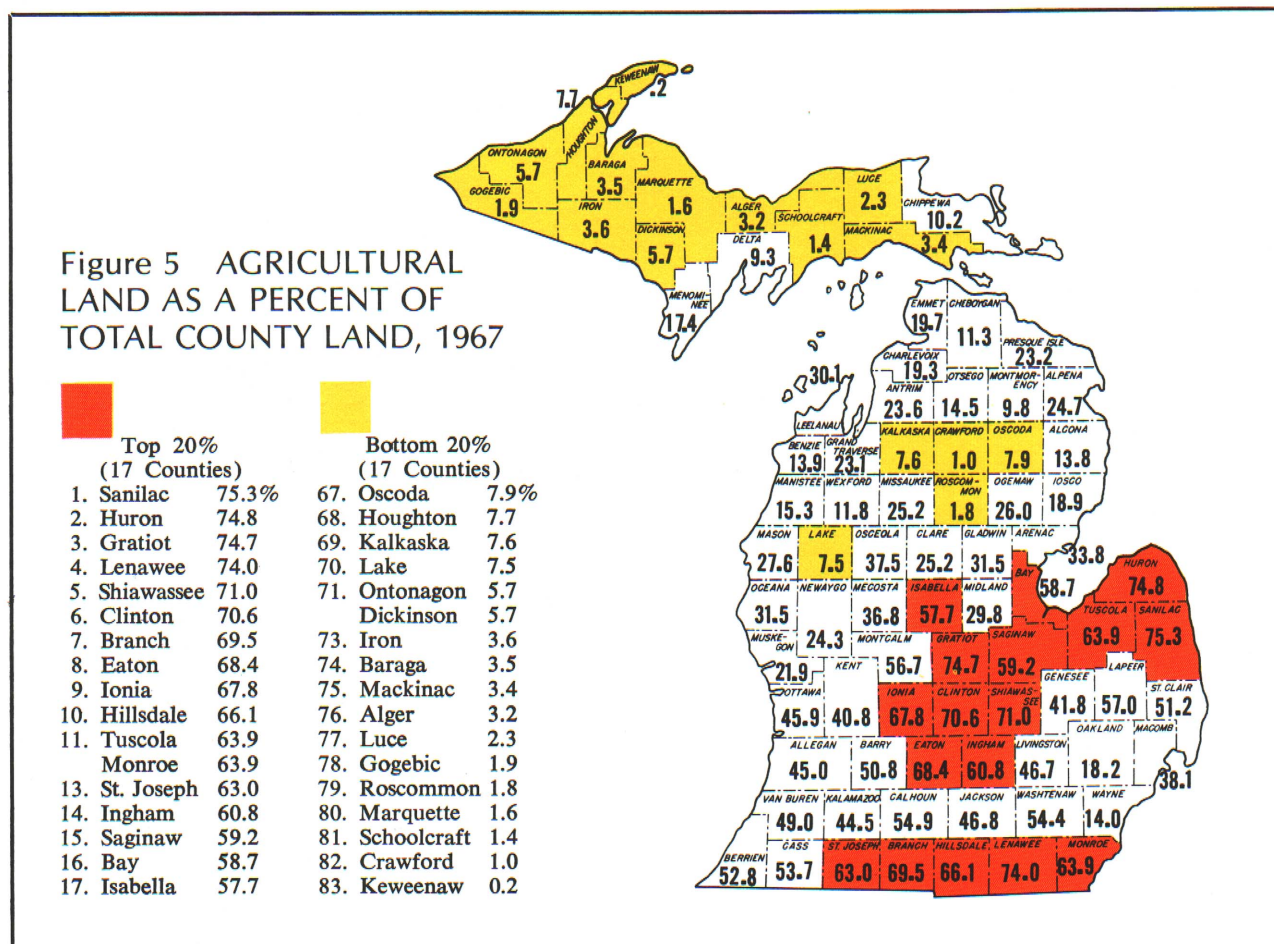 Figure 5 AGRICULTURAL
LAND AS A PERCENT OF
TOTAL COUNTY LAND, 1967
Top 20%
(17 Counties)
1. Sanilac 75.3%
2. Huron 74.8
3. Gratiot 74.7
4. Lenawee 74.0
5. Shiawassee 71.0
6. Clinton 70.6
7. Branch 69.5
8. Eaton 68.4
9. Ionia 67.8
10. Hillsdale 66.1
11. Tuscola 63.9
Monroe 63.9
13. St. Joseph 63.0
14. Ingham 60.8
15. Saginaw 59.2
16. Bay 58.7
17. Isabella 57.7
Bottom 20%
(17 Counties)
67. Oscoda 7.9%
68. Houghton 7.7
69. Kalkaska 7.6
70. Lake 7.5
71. Ontonagon 5.7
Dickinson 5.7
73. Iron 3.6
74. Baraga 3.5
75. Mackinac 3.4
76. Alger 3.2
77. Luce 2.3
78. Gogebic 1.9
79. Roscommon 1.8
80. Marquette 1.6
81. Schoolcraft 1.4
82. Crawford 1.0
83. Keweenaw 0.2
KEWEENAW
.2
7.7
HOUGHTON
ONTONAGON
5.7
BARAGA
3.5
GOGEBIC
1.9
IRON
3.6
MARQUETTE
1.6
DICKINSON
5.7
ALGER
3.2
DELTA
9.3
SCHOOLCRAFT
1.4
LUCE
2.3
CHIPPEWA
10.2
MACKINAC
3.4
MENOMI-
NEE
17.4
EMMET
19.7
CHEBOYGAN
11.3
PRESQUE ISLE
23.2
CHARLEVOIX
19.3
30.1
ANTRIM
23.6
OTSEGO
14.5
MONTMOR-
ENCY
9.8
ALPENA
24.7
LEELANAU
BENZIE
13.9
GRAND
TRAVERSE
23.1
KALKASKA
7.6
CRAWFORD
1.0
OSCODA
7.9
ALCONA
13.8
MANISTEE
15.3
WEXFORD
11.8
MISSAUKEE
25.2
ROSCOM-
MON
1.8
OGEMAW
26.0
IOSCO
18.9
MASON
27.6
LAKE
7.5
OSCEOLA
37.5
CLARE
25.2
GLADWIN
31.5
ARENAC
33.8
OCEANA
31.5
NEWAYGO
24.3
MECOSTA
36.8
ISABELLA
57.7
MIDLAND
29.8
BAY
58.7
HURON
74.8
MUSKE-
GON
21.9
MONTCALM
56.7
GRATIOT
74.7
SAGINAW
59.2
TUSCOLA
63.9
SANILAC
75.3
OTTAWA
45.9
KENT
40.8
IONIA
67.8
CLINTON
70.6
SHIAWAS-
SEE
71.0
GENESEE
41.8
LAPEER
57.0
ST. CLAIR
51.2
ALLEGAN
45.0
BARRY
50.8
EATON
68.4
INGHAM
60.8
LIVINGSTON
46.7
OAKLAND
18.2
MACOMB
38.1
VAN BUREN
49.0
KALAMAZOO
44.5
CALHOUN
54.9
JACKSON
46.8
WASHTENAW
54.4
WAYNE
14.0
BERRIEN
52.8
CASS
53.7
ST. JOSEPH
63.0
BRANCH
69.5
HILLSDALE
66.1
LENAWEE
74.0
MONROE
63.9